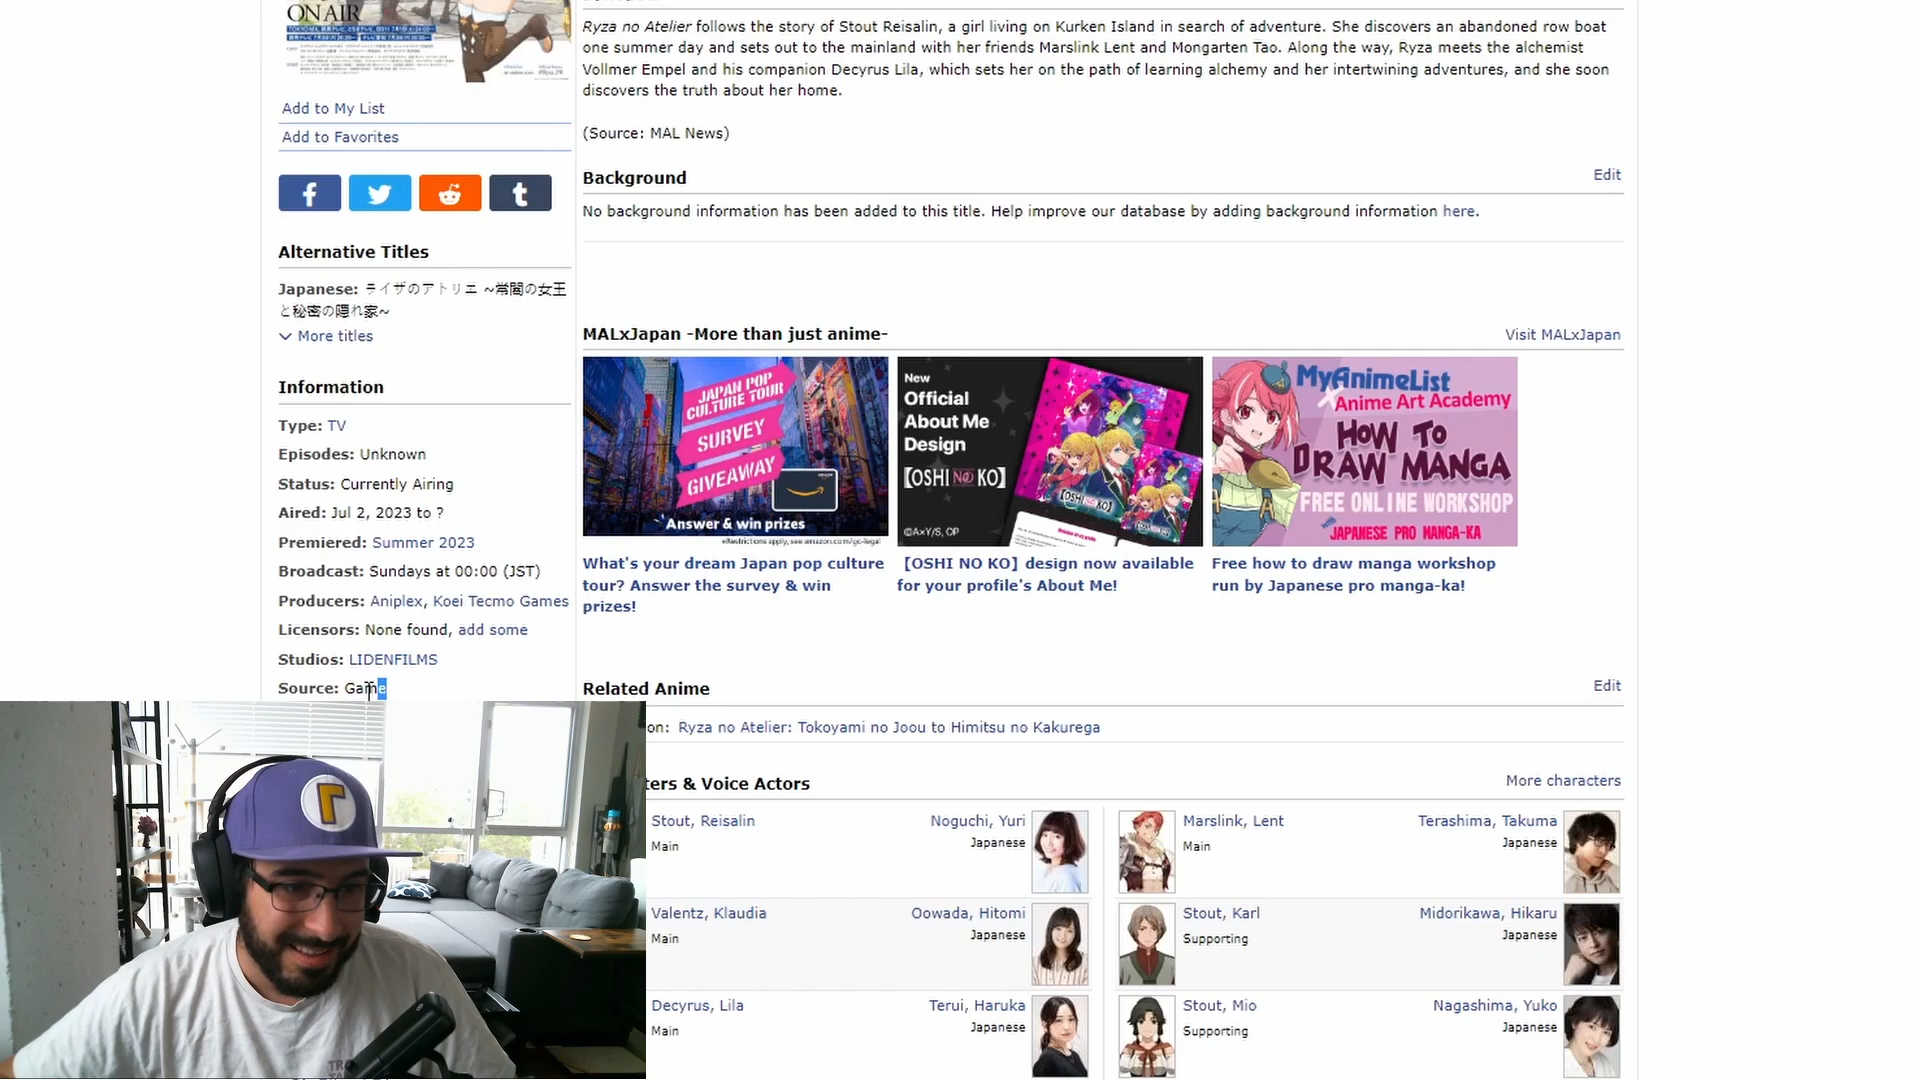 ON AIR
Add to My List
Add to Favorites
Alternative Titles
Japanese: ライザのアトリエ ~常闇の女王
と秘密の隠れ家~
More titles
Information
Type: TV
Episodes: Unknown
Status: Currently Airing
Aired: Jul 2, 2023 to ?
Premiered: Summer 2023
Broadcast: Sundays at 00:00 (JST)
Producers: Aniplex, Koei Tecmo Games
Licensors: None found, add some
Studios: LIDENFILMS
Source: Game
Ryza no Atelier follows the story of Stout Reisalin, a girl living on Kurken Island in search of adventure. She discovers an abandoned row boat
one summer day and sets out to the mainland with her friends Marslink Lent and Mongarten Tao. Along the way, Ryza meets the alchemist
Vollmer Empel and his companion Decyrus Lila, which sets her on the path of learning alchemy and her intertwining adventures, and she soon
discovers the truth about her home.
(Source: MAL News)
Background
Edit
No background information has been added to this title. Help improve our database by adding background information here.
MALxJapan -More than just anime-
Visit MALxJapan
JAPAN POP
CULTURE TOUR
SURVEY
GIVEAWAY
Answer & win prizes
*Restrictions apply, see amazon.com/gc-legal
What's your dream Japan pop culture
tour? Answer the survey & win
prizes!
New
Official
About Me
Design
【OSHI NO KO】
【OSHI NO KO】
©A×Y/S, OP
【OSHI NO KO】 design now available
for your profile's About Me!
MyAnimeList
x Anime Art Academy
HOW TO
DRAW MANGA
FREE ONLINE WORKSHOP
with
JAPANESE PRO MANGA-KA
Free how to draw manga workshop
run by Japanese pro manga-ka!
Related Anime
Edit
on: Ryza no Atelier: Tokoyami no Joou to Himitsu no Kakurega
ters & Voice Actors
More characters
Stout, Reisalin
Main
Noguchi, Yuri
Japanese
Marslink, Lent
Main
Terashima, Takuma
Japanese
Valentz, Klaudia
Main
Oowada, Hitomi
Japanese
Stout, Karl
Supporting
Midorikawa, Hikaru
Japanese
Decyrus, Lila
Main
Terui, Haruka
Japanese
Stout, Mio
Supporting
Nagashima, Yuko
Japanese